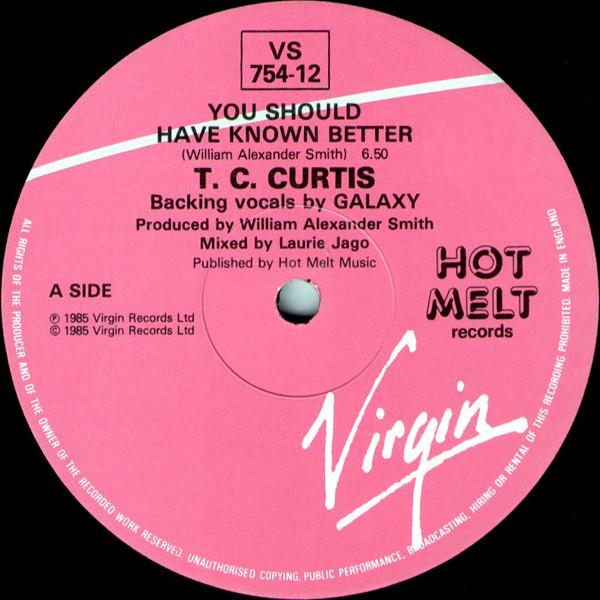 VS
754-12
YOU SHOULD
HAVE KNOWN BETTER
(William Alexander Smith) 6.50
T. C. CURTIS
Backing vocals by GALAXY
Produced by William Alexander Smith
Mixed by Laurie Jago
Published by Hot Melt Music
A SIDE
℗ 1985 Virgin Records Ltd
© 1985 Virgin Records Ltd
HOT
MELT
records
Virgin
ALL RIGHTS OF THE PRODUCER AND OF THE OWNER OF THE RECORDED WORK RESERVED. UNAUTHORISED COPYING, PUBLIC PERFORMANCE, BROADCASTING, HIRING OR RENTAL OF THIS RECORDING PROHIBITED. MADE IN ENGLAND